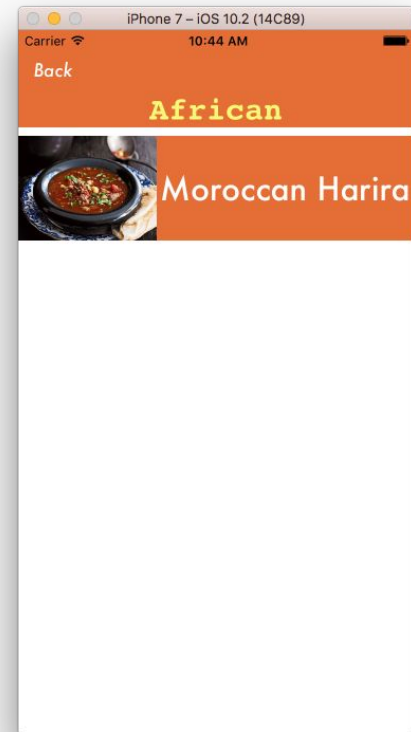 iPhone 7 – iOS 10.2 (14C89)
Carrier 10:44 AM
Back
African
Moroccan Harira